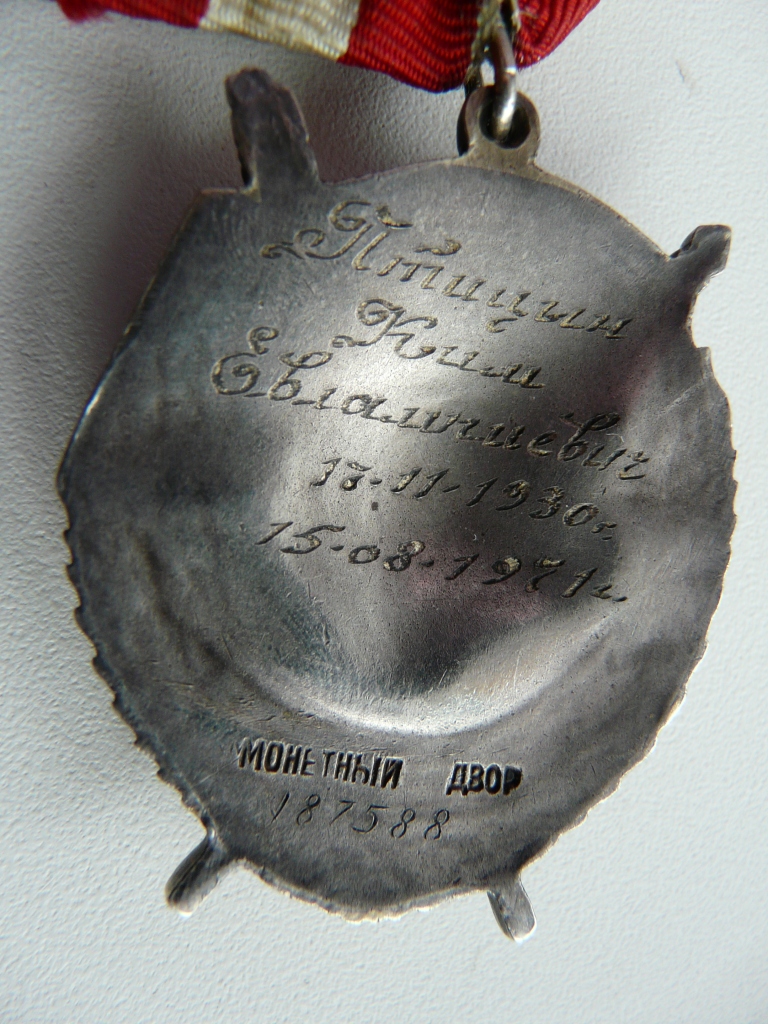 Птицын
Ким
Евлампиевич
17·11·1930г.
15·08·1971г.
МОНЕТНЫЙ ДВОР
187588